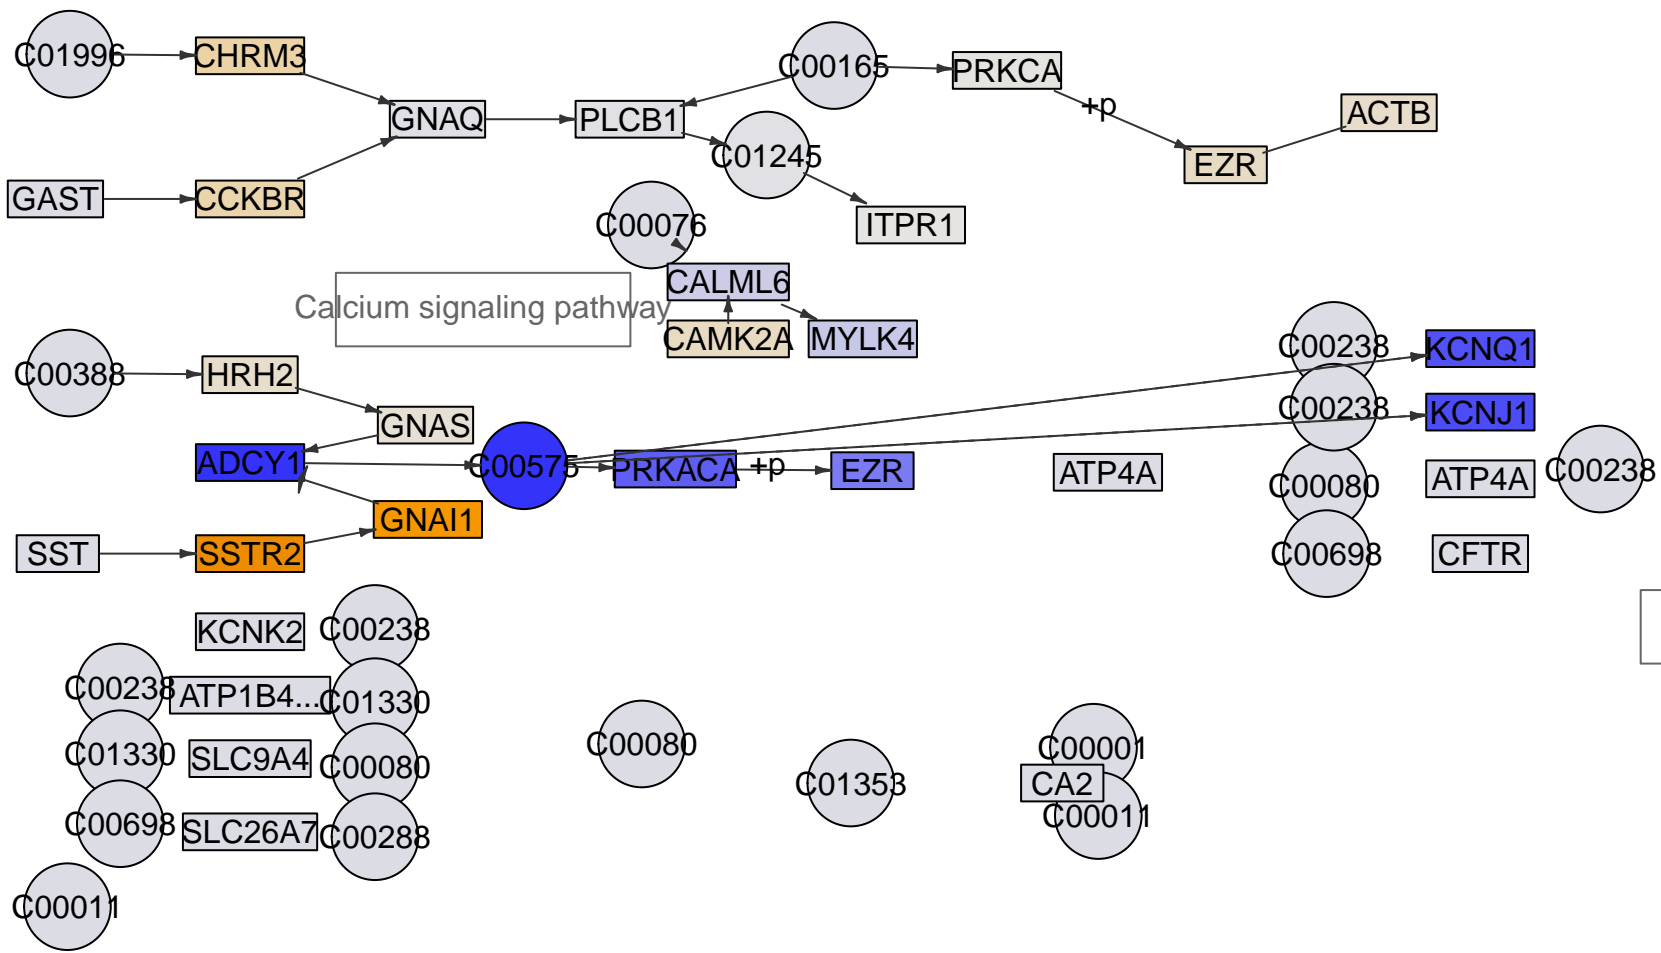 C01996
CHRM3
C00165
PRKCA
+p
ACTB
GNAQ
PLCB1
C01245
EZR
GAST
CCKBR
C00076
ITPR1
CALML6
Calcium signaling pathway
CAMK2A
MYLK4
C00238
KCNQ1
C00388
HRH2
GNAS
C00238
KCNJ1
ADCY1
C00575
PRKACA
+p
EZR
ATP4A
C00080
ATP4A
C00238
GNAI1
SST
SSTR2
C00698
CFTR
KCNK2
C00238
C00238
ATP1B4...
C01330
C01330
SLC9A4
C00080
C00080
C01353
C00001
CA2
C00011
C00698
SLC26A7
C00288
C00011